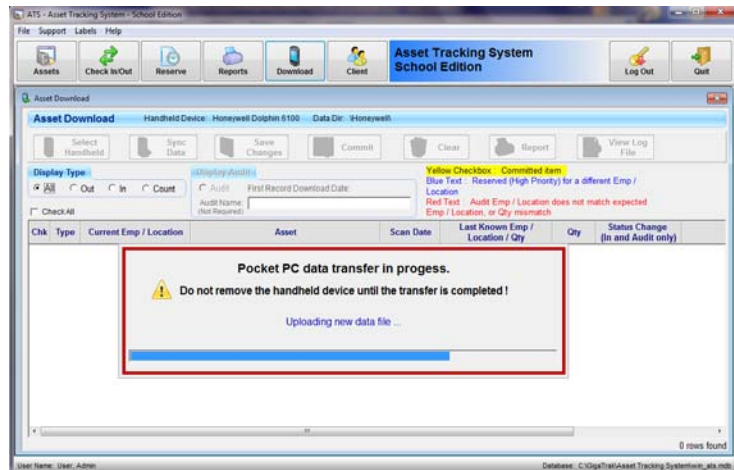 ATS - Asset Tracking System - School Edition
File Support Labels Help
Assets Check In/Out Reserve Reports Download Client Asset Tracking System School Edition Log Out Quit
Asset Download
Asset Download Handheld Device: Honeywell Dolphin 6100 Data Dir: \Honeywell\
Select Handheld Sync Data Save Changes Commit Clear Report View Log File
Display Type Display Audit Yellow Checkbox : Committed item
All Out In Count Audit First Record Download Date: Blue Text : Reserved (High Priority) for a different Emp / Location
Check All Audit Name: (Not Required) Red Text : Audit Emp / Location does not match expected Emp / Location, or Qty mismatch
Chk Type Current Emp / Location Asset Scan Date Last Known Emp / Location / Qty Qty Status Change (In and Audit only)
Pocket PC data transfer in progess.
Do not remove the handheld device until the transfer is completed !
Uploading new data file ...
0 rows found
User Name: User, Admin Database: C:\GigaTrak\Asset Tracking System\win_ats.mdb